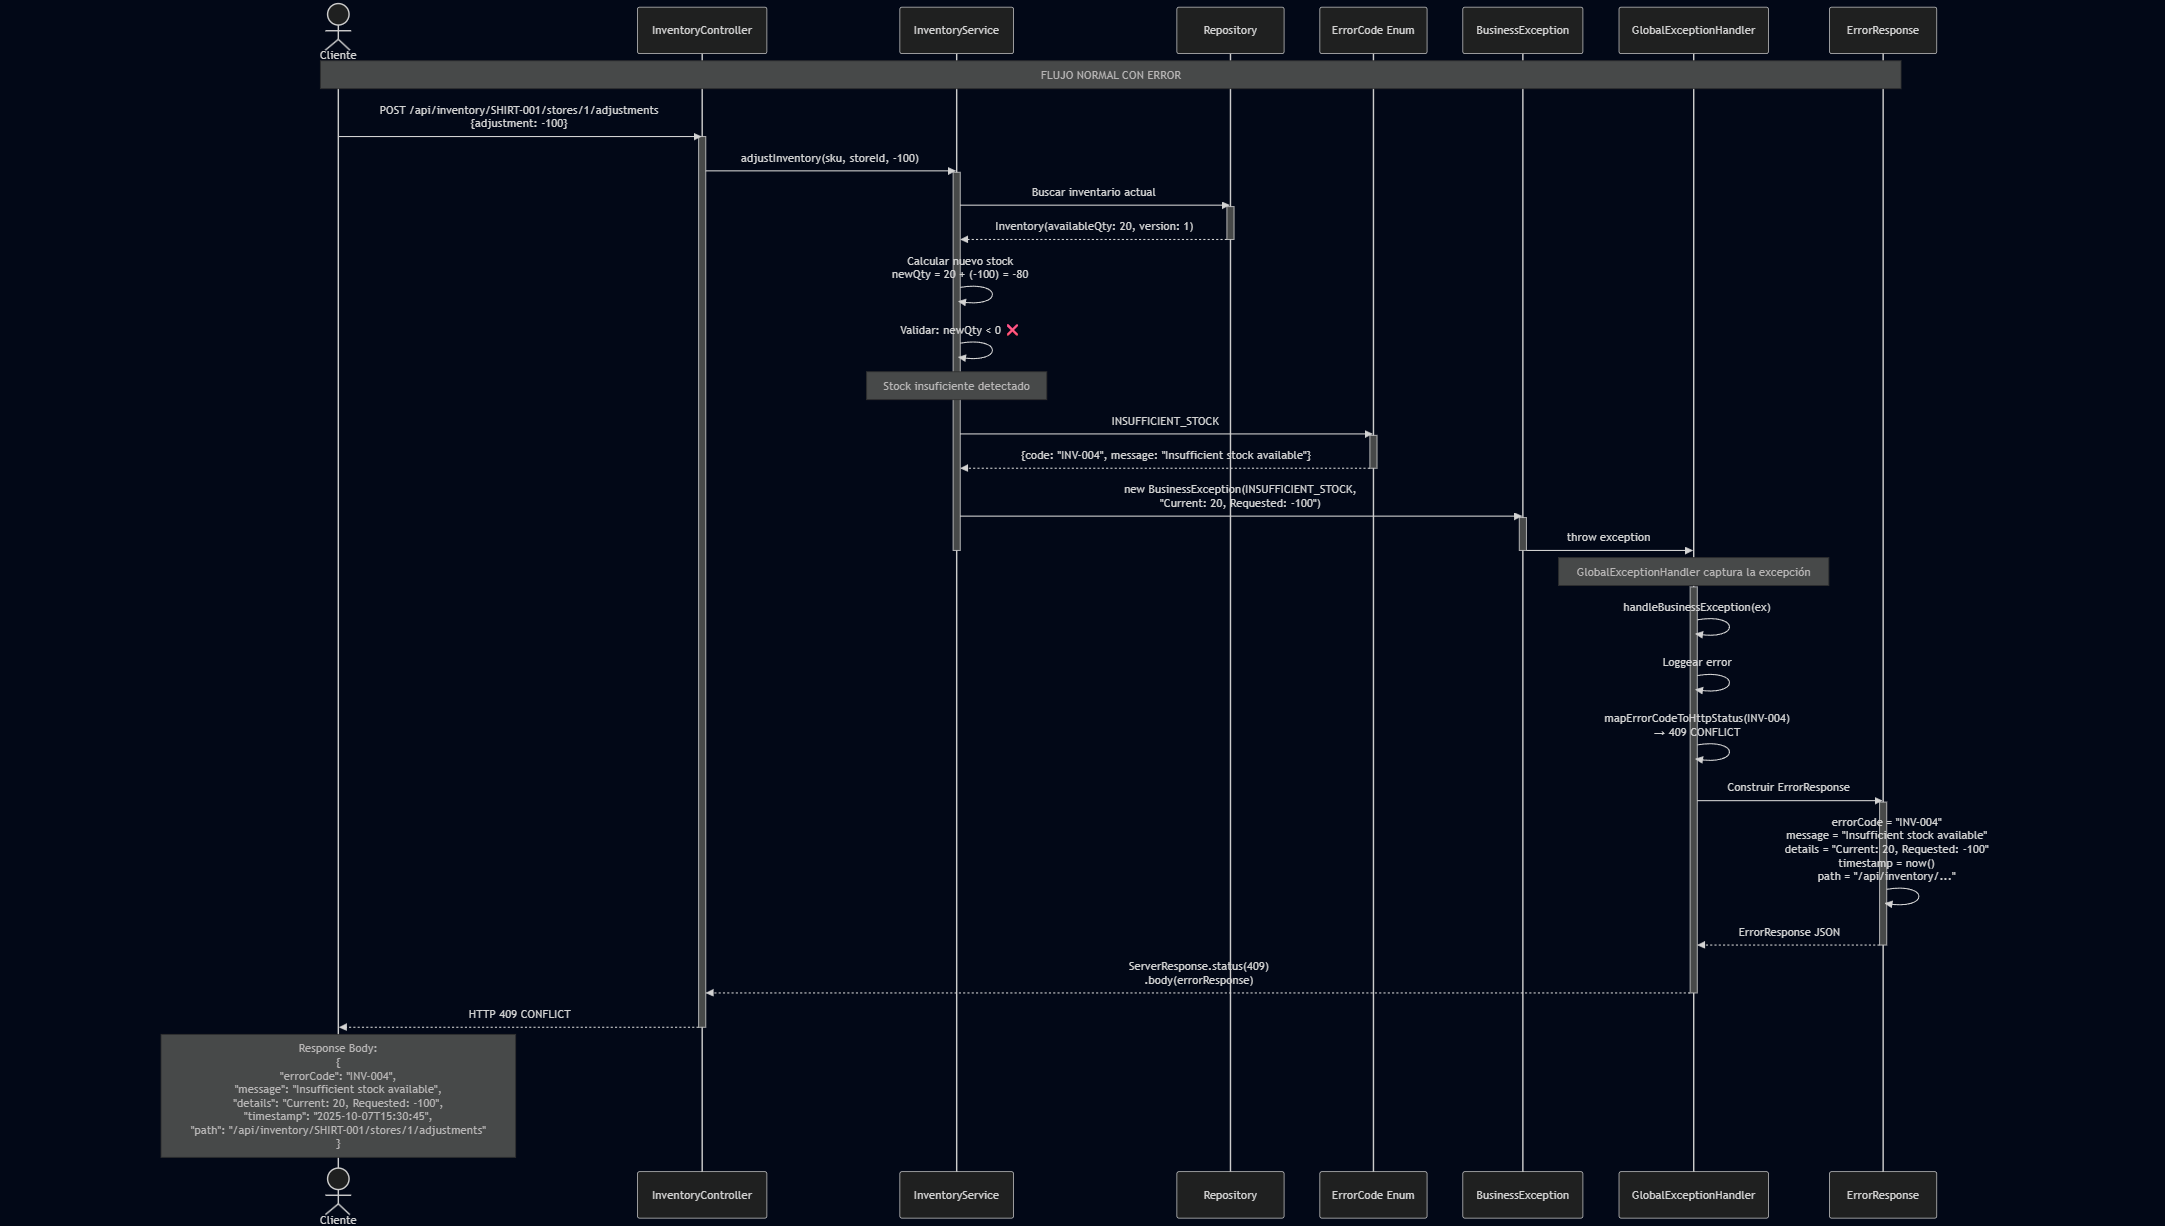 InventoryController
InventoryService
Repository
ErrorCode Enum
BusinessException
GlobalExceptionHandler
ErrorResponse
Cliente
FLUJO NORMAL CON ERROR
POST /api/inventory/SHIRT-001/stores/1/adjustments
{adjustment: -100}
adjustInventory(sku, storeId, -100)
Buscar inventario actual
Inventory(availableQty: 20, version: 1)
Calcular nuevo stock
newQty = 20 + (-100) = -80
Validar: newQty < 0 ❌
Stock insuficiente detectado
INSUFFICIENT_STOCK
{code: "INV-004", message: "Insufficient stock available"}
new BusinessException(INSUFFICIENT_STOCK,
"Current: 20, Requested: -100")
throw exception
GlobalExceptionHandler captura la excepción
handleBusinessException(ex)
Loggear error
mapErrorCodeToHttpStatus(INV-004)
→ 409 CONFLICT
Construir ErrorResponse
errorCode = "INV-004"
message = "Insufficient stock available"
details = "Current: 20, Requested: -100"
timestamp = now()
path = "/api/inventory/..."
ErrorResponse JSON
ServerResponse.status(409)
.body(errorResponse)
HTTP 409 CONFLICT
Response Body:
{
"errorCode": "INV-004",
"message": "Insufficient stock available",
"details": "Current: 20, Requested: -100",
"timestamp": "2025-10-07T15:30:45",
"path": "/api/inventory/SHIRT-001/stores/1/adjustments"
}
InventoryController
InventoryService
Repository
ErrorCode Enum
BusinessException
GlobalExceptionHandler
ErrorResponse
Cliente